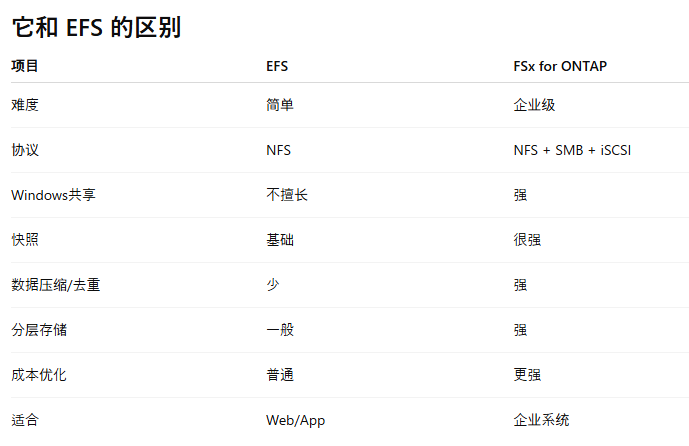 它和 EFS 的区别
项目 EFS FSx for ONTAP
难度 简单 企业级
协议 NFS NFS + SMB + iSCSI
Windows共享 不擅长 强
快照 基础 很强
数据压缩/去重 少 强
分层存储 一般 强
成本优化 普通 更强
适合 Web/App 企业系统